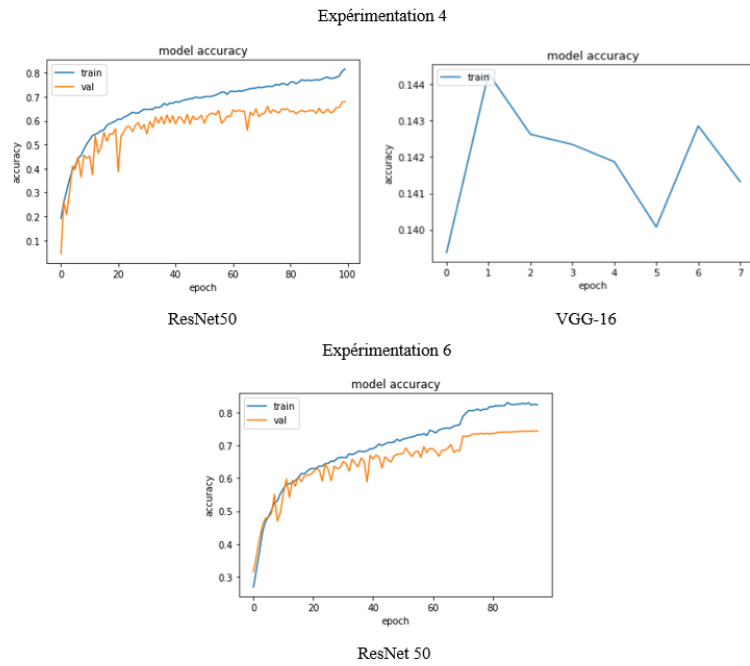 Expérimentation 4
model accuracy
train
val
0.8
0.7
0.6
0.5
0.4
0.3
0.2
0.1
accuracy
0 20 40 60 80 100
epoch
ResNet50
model accuracy
train
0.144
0.143
0.142
0.141
0.140
accuracy
0 1 2 3 4 5 6 7
epoch
VGG-16
Expérimentation 6
model accuracy
train
val
0.8
0.7
0.6
0.5
0.4
0.3
accuracy
0 20 40 60 80
epoch
ResNet 50